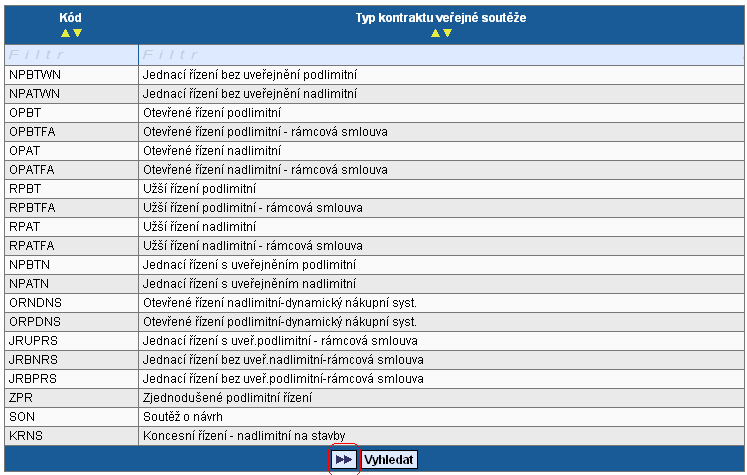 Kód Typ kontraktu veřejné soutěže
Filtr Filtr
NPBTWN Jednací řízení bez uveřejnění podlimitní
NPATWN Jednací řízení bez uveřejnění nadlimitní
OPBT Otevřené řízení podlimitní
OPBTFA Otevřené řízení podlimitní - rámcová smlouva
OPAT Otevřené řízení nadlimitní
OPATFA Otevřené řízení nadlimitní - rámcová smlouva
RPBT Užší řízení podlimitní
RPBTFA Užší řízení podlimitní - rámcová smlouva
RPAT Užší řízení nadlimitní
RPATFA Užší řízení nadlimitní - rámcová smlouva
NPBTN Jednací řízení s uveřejněním podlimitní
NPATN Jednací řízení s uveřejněním nadlimitní
ORNDNS Otevřené řízení nadlimitní-dynamický nákupní syst.
ORPDNS Otevřené řízení podlimitní-dynamický nákupní syst.
JRUPRS Jednací řízení s uveř.podlimitní - rámcová smlouva
JRBNRS Jednací řízení bez uveř.nadlimitní-rámcová smlouva
JRBPRS Jednací řízení bez uveř.podlimitní-rámcová smlouva
ZPR Zjednodušené podlimitní řízení
SON Soutěž o návrh
KRNS Koncesní řízení - nadlimitní na stavby
Vyhledat